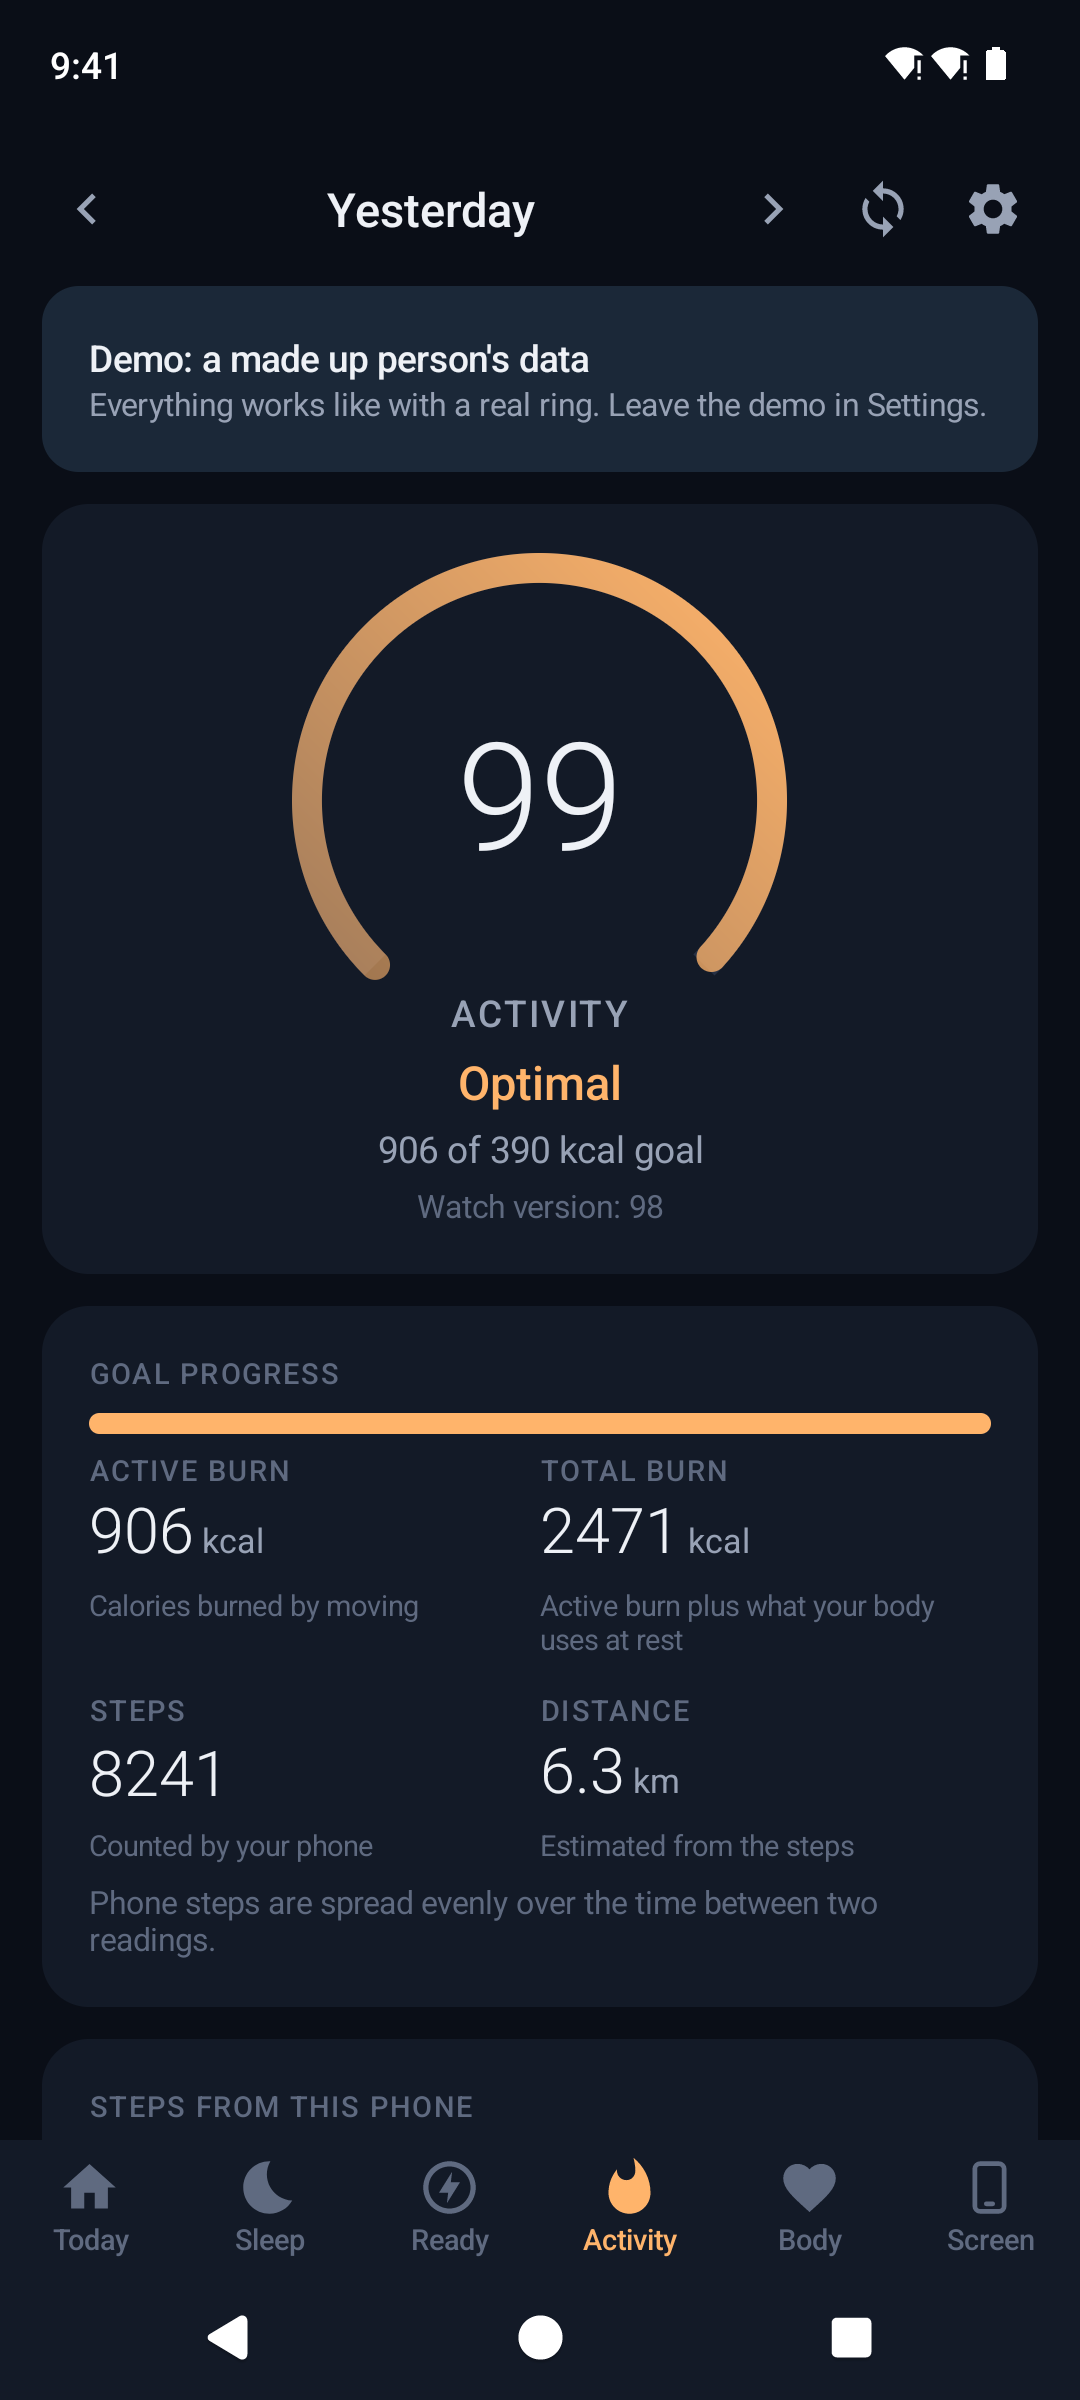 9:41
Yesterday
Demo: a made up person's data
Everything works like with a real ring. Leave the demo in Settings.
99
ACTIVITY
Optimal
906 of 390 kcal goal
Watch version: 98
GOAL PROGRESS
ACTIVE BURN
906 kcal
Calories burned by moving
TOTAL BURN
2471 kcal
Active burn plus what your body
uses at rest
STEPS
8241
Counted by your phone
DISTANCE
6.3 km
Estimated from the steps
Phone steps are spread evenly over the time between two
readings.
STEPS FROM THIS PHONE
Today
Sleep
Ready
Activity
Body
Screen